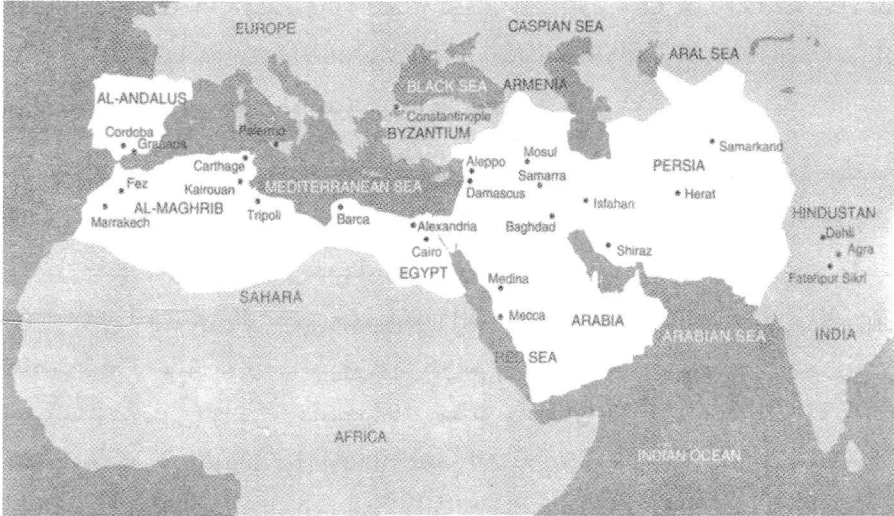 EUROPE
CASPIAN SEA
ARAL SEA
BLACK SEA
ARMENIA
AL-ANDALUS
Constantinople
BYZANTIUM
Cordoba
Granada
Palermo
Samarkand
Carthage
Aleppo
Mosul
PERSIA
Fez
Kairouan
MEDITERRANEAN SEA
Damascus
Samarra
Herat
Isfahan
AL-MAGHRIB
Marrakech
Tripoli
Barca
Alexandria
Baghdad
HINDUSTAN
Dehli
Cairo
Shiraz
Agra
EGYPT
Medina
Fatehpur Sikri
SAHARA
Mecca
ARABIA
ARABIAN SEA
INDIA
RED SEA
AFRICA
INDIAN OCEAN